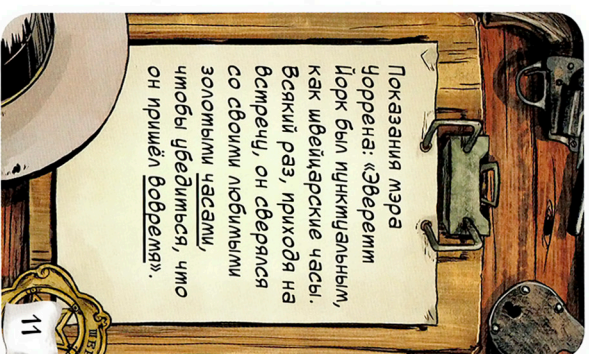 Показания мэра
Уоррена: «Эверетт
Йорк был пунктуальным,
как швейцарские часы.
Всякий раз, приходя на
встречу, он сверялся
со своими любимыми
золотыми часами,
чтобы убедиться, что
он пришёл вовремя».
11